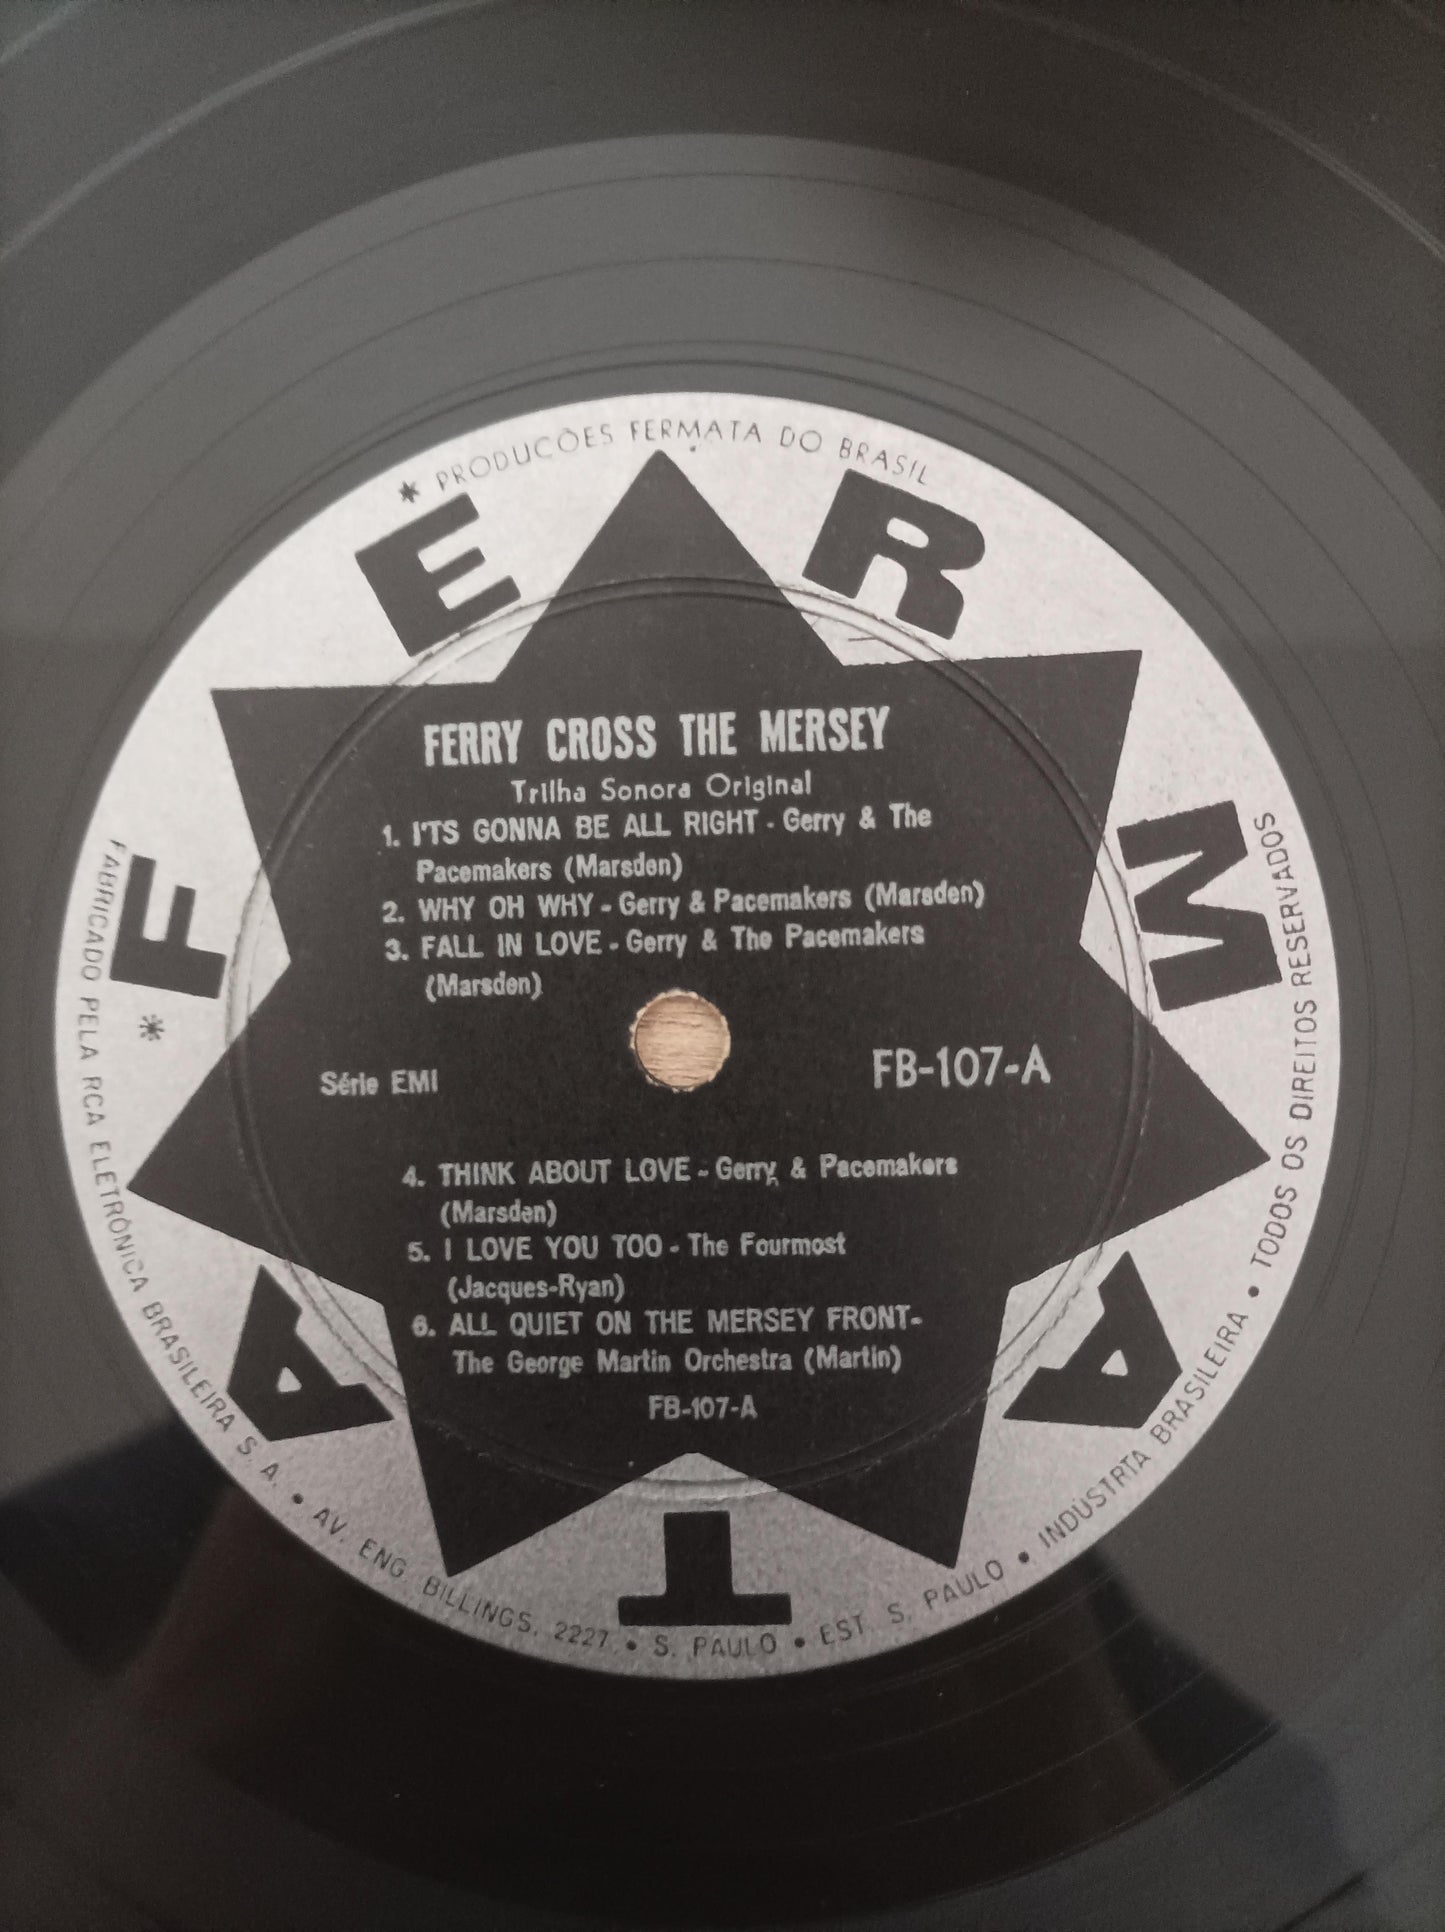 * PRODUCÕES FERMATA DO BRASIL
FERMATA
*
FERRY CROSS THE MERSEY
Trilha Sonora Original
1. I'TS GONNA BE ALL RIGHT - Gerry & The
Pacemakers (Marsden)
2. WHY OH WHY - Gerry & Pacemakers (Marsden)
3. FALL IN LOVE - Gerry & The Pacemakers
(Marsden)
Série EMI
FB-107-A
4. THINK ABOUT LOVE - Gerry & Pacemakers
(Marsden)
5. I LOVE YOU TOO - The Fourmost
(Jacques-Ryan)
6. ALL QUIET ON THE MERSEY FRONT-
The George Martin Orchestra (Martin)
FB-107-A
FABRICADO PELA RCA ELETRÔNICA BRASILEIRA S. A. • AV. ENG. BILLINGS, 2227 • S. PAULO • EST. S. PAULO • INDÚSTRIA BRASILEIRA • TODOS OS DIREITOS RESERVADOS